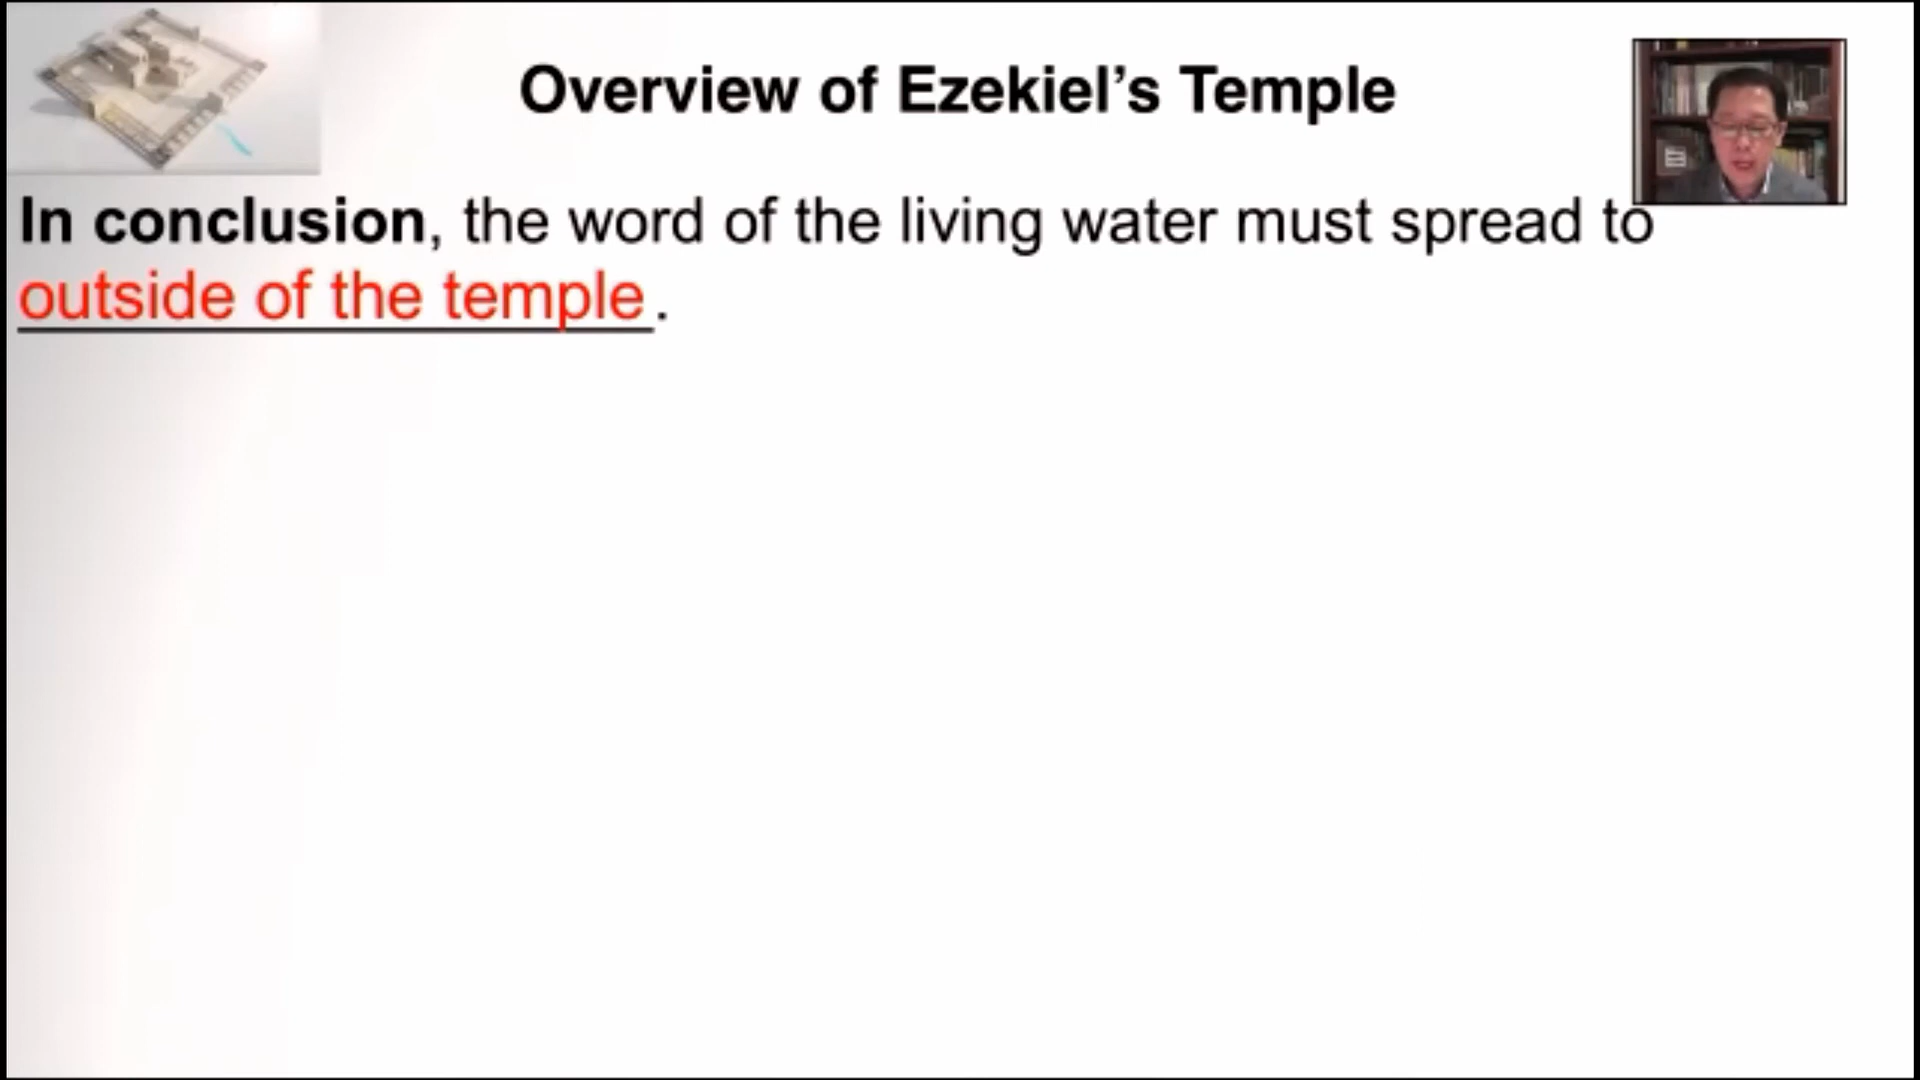 Overview of Ezekiel’s Temple
In conclusion, the word of the living water must spread to
outside of the temple.